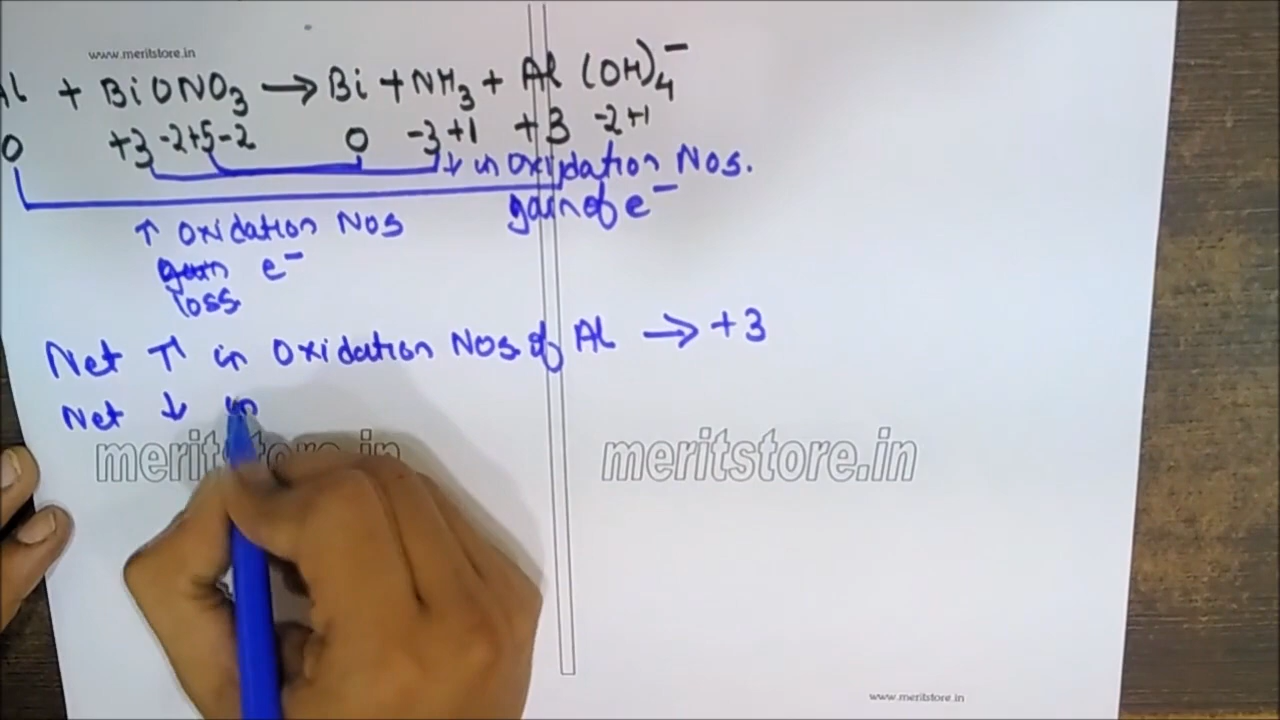 www.meritstore.in
Al + BiONO3 → Bi + NH3 + Al (OH)4−
0 +3 -2+5-2 0 -3+1 +3 -2+1
↓ in Oxidation Nos.
gain of e−
↑ Oxidation Nos
e−
loss
Net ↑ in Oxidation Nos. of Al → +3
Net ↓ in
meritstore.in meritstore.in
www.meritstore.in